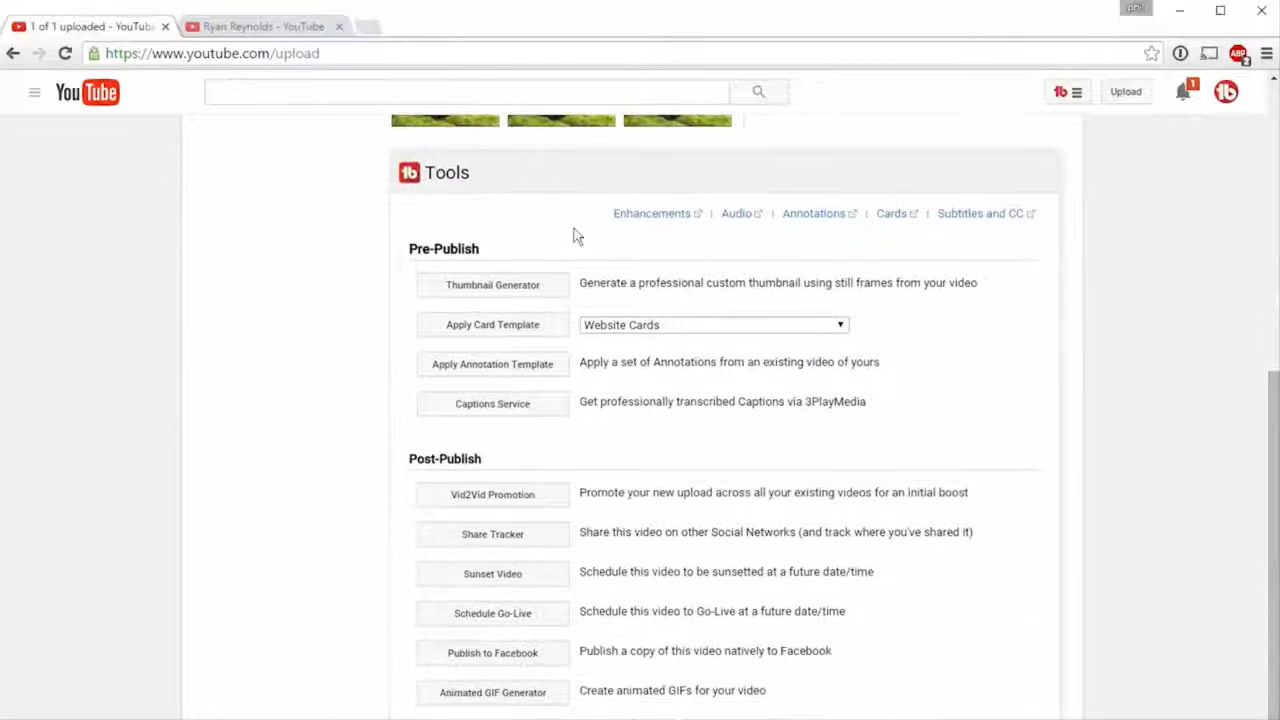 phil
1 of 1 uploaded - YouTub
Ryan Reynolds - YouTube
https://www.youtube.com/upload
ABP
2
YouTube
tb
Upload
1
tb
tb Tools
Enhancements | Audio | Annotations | Cards | Subtitles and CC
Pre-Publish
Thumbnail Generator Generate a professional custom thumbnail using still frames from your video
Apply Card Template Website Cards
Apply Annotation Template Apply a set of Annotations from an existing video of yours
Captions Service Get professionally transcribed Captions via 3PlayMedia
Post-Publish
Vid2Vid Promotion Promote your new upload across all your existing videos for an initial boost
Share Tracker Share this video on other Social Networks (and track where you've shared it)
Sunset Video Schedule this video to be sunsetted at a future date/time
Schedule Go-Live Schedule this video to Go-Live at a future date/time
Publish to Facebook Publish a copy of this video natively to Facebook
Animated GIF Generator Create animated GIFs for your video